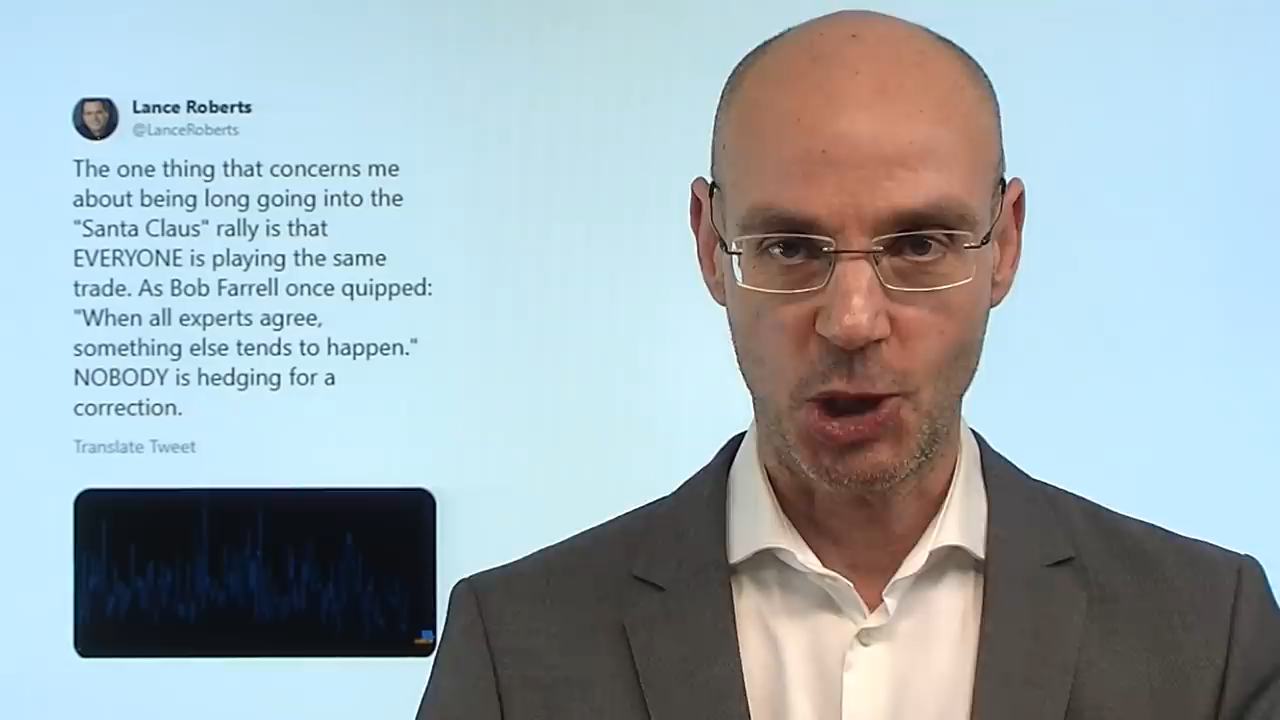 Lance Roberts
@LanceRoberts
The one thing that concerns me
about being long going into the
"Santa Claus" rally is that
EVERYONE is playing the same
trade. As Bob Farrell once quipped:
"When all experts agree,
something else tends to happen."
NOBODY is hedging for a
correction.
Translate Tweet